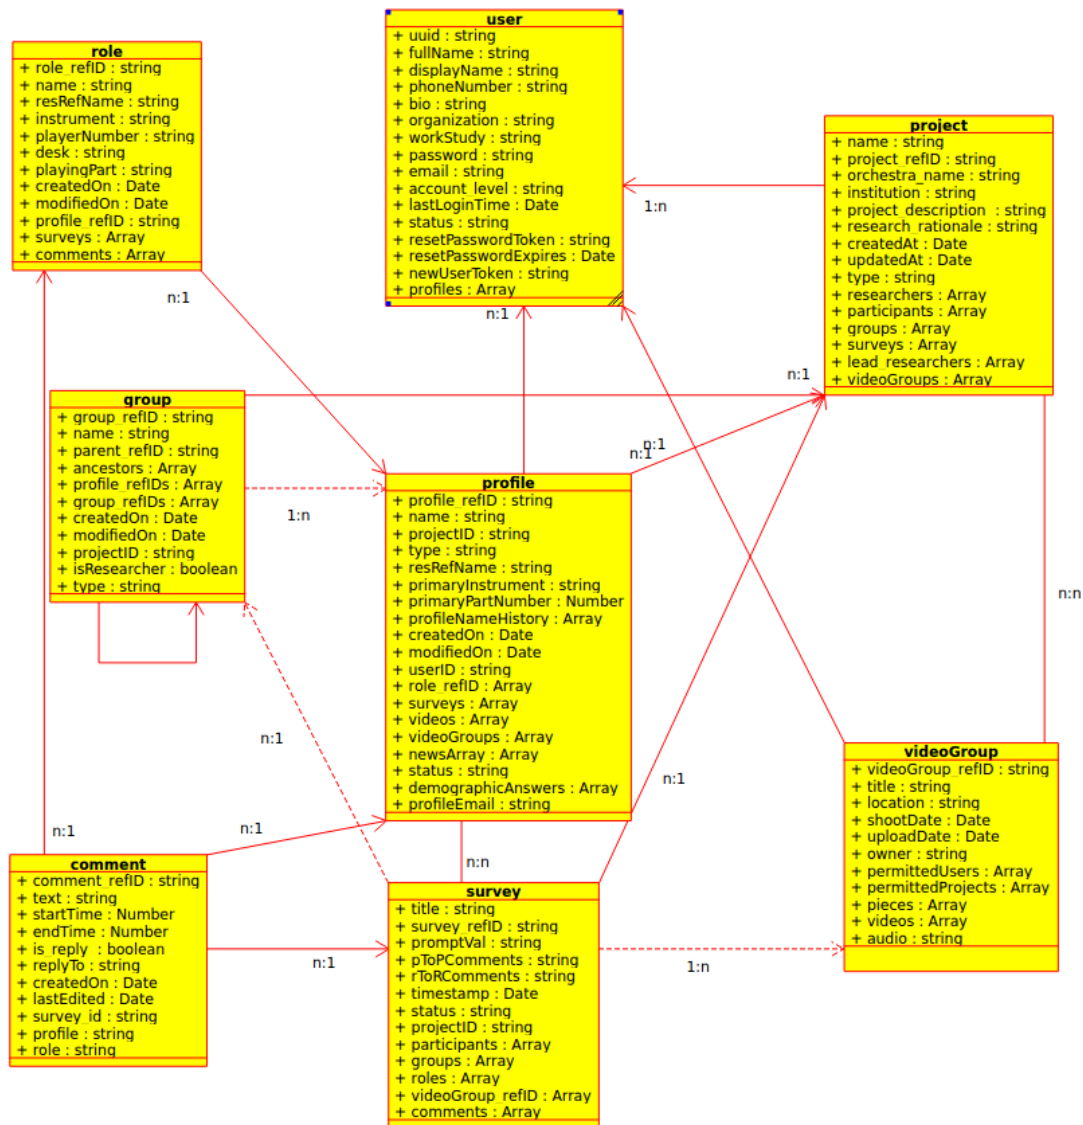 user
+ uuid : string
+ fullName : string
+ displayName : string
+ phoneNumber : string
+ bio : string
+ organization : string
+ workStudy : string
+ password : string
+ email : string
+ account_level : string
+ lastLoginTime : Date
+ status : string
+ resetPasswordToken : string
+ resetPasswordExpires : Date
+ newUserToken : string
+ profiles : Array
role
+ role_refID : string
+ name : string
+ resRefName : string
+ instrument : string
+ playerNumber : string
+ desk : string
+ playingPart : string
+ createdOn : Date
+ modifiedOn : Date
+ profile_refID : string
+ surveys : Array
+ comments : Array
project
+ name : string
+ project_refID : string
+ orchestra_name : string
+ institution : string
+ project_description : string
+ research_rationale : string
+ createdAt : Date
+ updatedAt : Date
+ type : string
+ researchers : Array
+ participants : Array
+ groups : Array
+ surveys : Array
+ lead_researchers : Array
+ videoGroups : Array
1:n
n:1
n:1
n:1
group
+ group_refID : string
+ name : string
+ parent_refID : string
+ ancestors : Array
+ profile_refIDs : Array
+ group_refIDs : Array
+ createdOn : Date
+ modifiedOn : Date
+ projectID : string
+ isResearcher : boolean
+ type : string
n:1
n:1
1:n
profile
+ profile_refID : string
+ name : string
+ projectID : string
+ type : string
+ resRefName : string
+ primaryInstrument : string
+ primaryPartNumber : Number
+ profileNameHistory : Array
+ createdOn : Date
+ modifiedOn : Date
+ userID : string
+ role_refID : Array
+ surveys : Array
+ videos : Array
+ videoGroups : Array
+ newsArray : Array
+ status : string
+ demographicAnswers : Array
+ profileEmail : string
n:n
n:1
n:1
videoGroup
+ videoGroup_refID : string
+ title : string
+ location : string
+ shootDate : Date
+ uploadDate : Date
+ owner : string
+ permittedUsers : Array
+ permittedProjects : Array
+ pieces : Array
+ videos : Array
+ audio : string
n:1
n:1
n:n
comment
+ comment_refID : string
+ text : string
+ startTime : Number
+ endTime : Number
+ is_reply : boolean
+ replyTo : string
+ createdOn : Date
+ lastEdited : Date
+ survey_id : string
+ profile : string
+ role : string
n:1
1:n
survey
+ title : string
+ survey_refID : string
+ promptVal : string
+ pToPComments : string
+ rToRComments : string
+ timestamp : Date
+ status : string
+ projectID : string
+ participants : Array
+ groups : Array
+ roles : Array
+ videoGroup_refID : Array
+ comments : Array